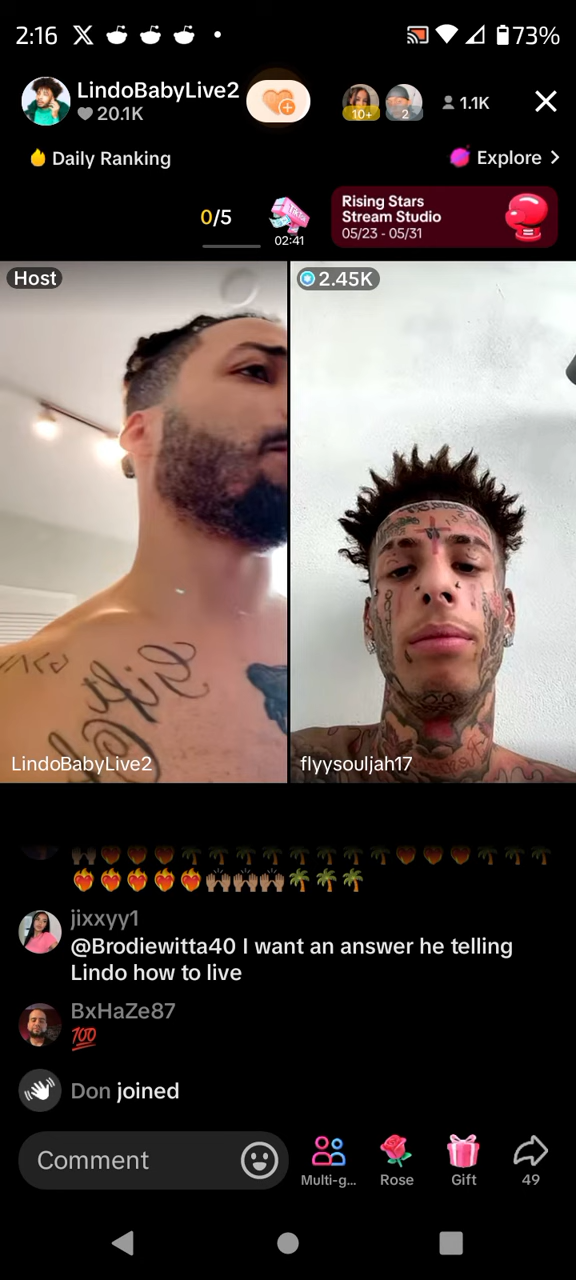 2:16
73%
LindoBabyLive2
20.1K
10+
2
1.1K
Daily Ranking
Explore >
0/5
02:41
Rising Stars
Stream Studio
05/23 - 05/31
Host
2.45K
LindoBabyLive2
flyysouljah17
jixxyy1
@Brodiewitta40 I want an answer he telling
Lindo how to live
BxHaZe87
💯
Don joined
Comment
Multi-g...
Rose
Gift
49